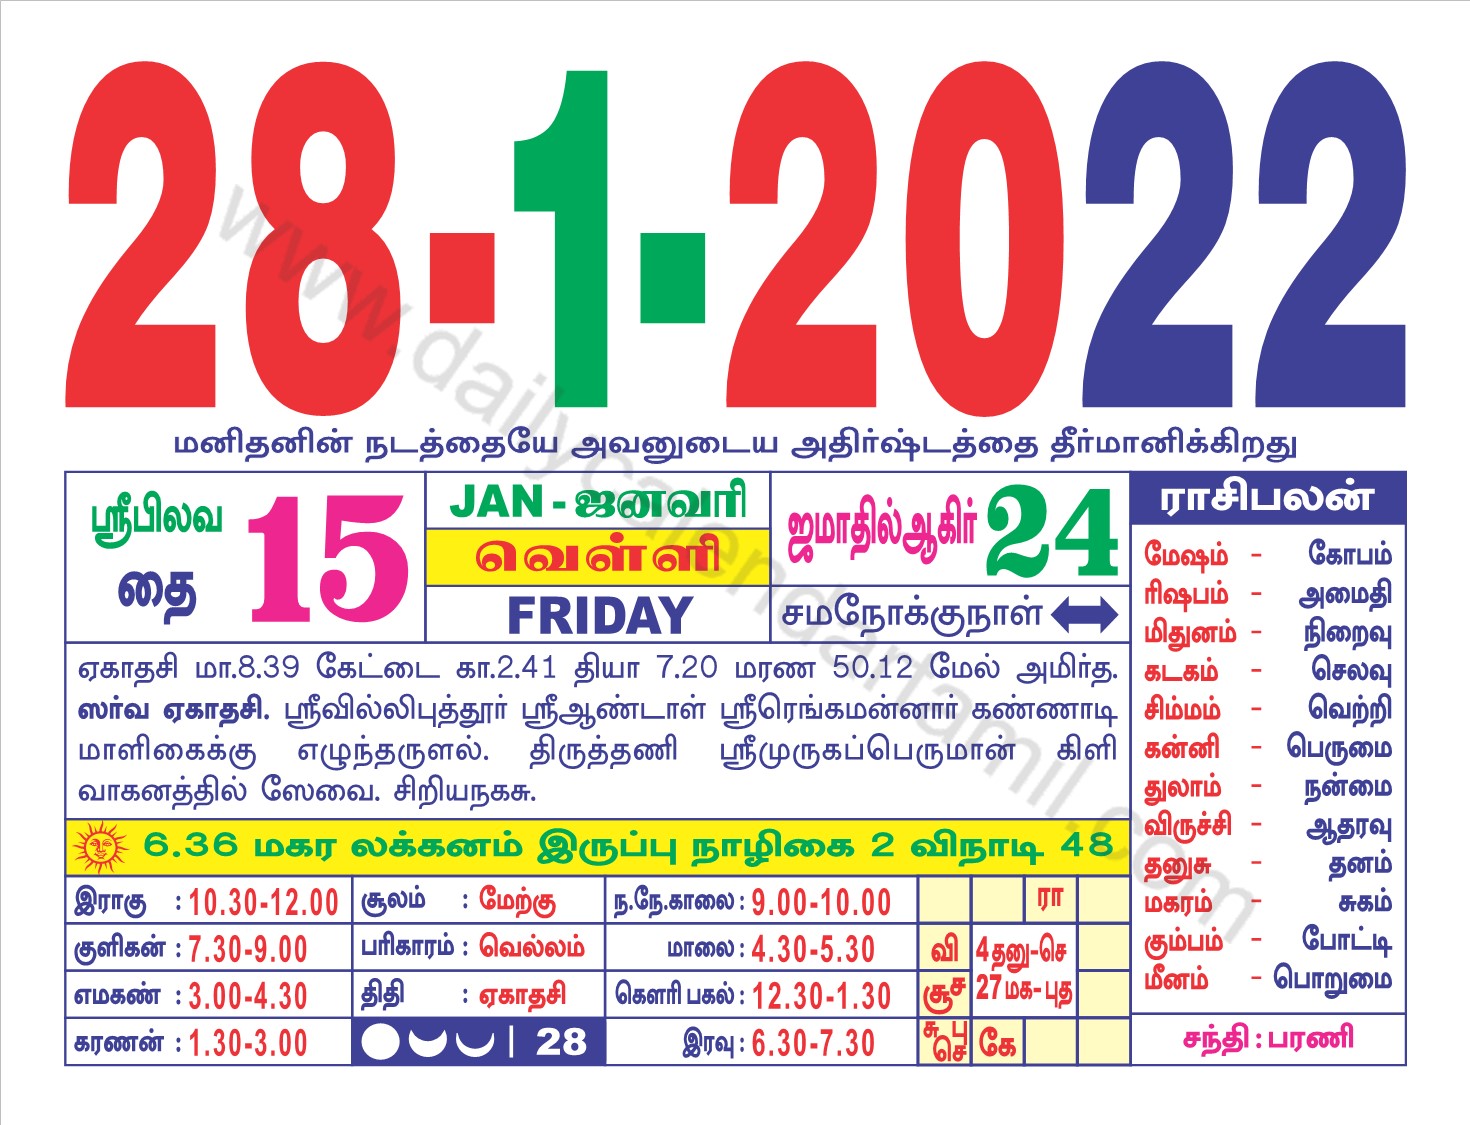 28-1-2022
மனிதனின் நடத்தையே அவனுடைய அதிர்ஷ்டத்தை தீர்மானிக்கிறது
ஸ்ரீபிலவ
தை 15
JAN - ஜனவரி
வெள்ளி
FRIDAY
ஜமாதில்ஆகிர் 24
சமநோக்குநாள்
ஏகாதசி மா.8.39 கேட்டை கா.2.41 தியா 7.20 மரண 50.12 மேல் அமிர்த.
ஸர்வ ஏகாதசி. ஸ்ரீவில்லிபுத்தூர் ஸ்ரீஆண்டாள் ஸ்ரீரெங்கமன்னார் கண்ணாடி
மாளிகைக்கு எழுந்தருளல். திருத்தணி ஸ்ரீமுருகப்பெருமான் கிளி
வாகனத்தில் ஸேவை. சிறியநகசு.
6.36 மகர லக்கனம் இருப்பு நாழிகை 2 விநாடி 48
இராகு : 10.30-12.00
குளிகன் : 7.30-9.00
எமகண் : 3.00-4.30
கரணன் : 1.30-3.00
சூலம் : மேற்கு
பரிகாரம் : வெல்லம்
திதி : ஏகாதசி
| 28
ந.நே.காலை : 9.00-10.00
மாலை : 4.30-5.30
கௌரி பகல் : 12.30-1.30
இரவு : 6.30-7.30
ரா
வி
4தனு-செ
சூச
27மக-புத
சு பு
செ
கே
ராசிபலன்
மேஷம் - கோபம்
ரிஷபம் - அமைதி
மிதுனம் - நிறைவு
கடகம் - செலவு
சிம்மம் - வெற்றி
கன்னி - பெருமை
துலாம் - நன்மை
விருச்சி - ஆதரவு
தனுசு - தனம்
மகரம் - சுகம்
கும்பம் - போட்டி
மீனம் - பொறுமை
சந்தி : பரணி
www.dailycalendartamil.com